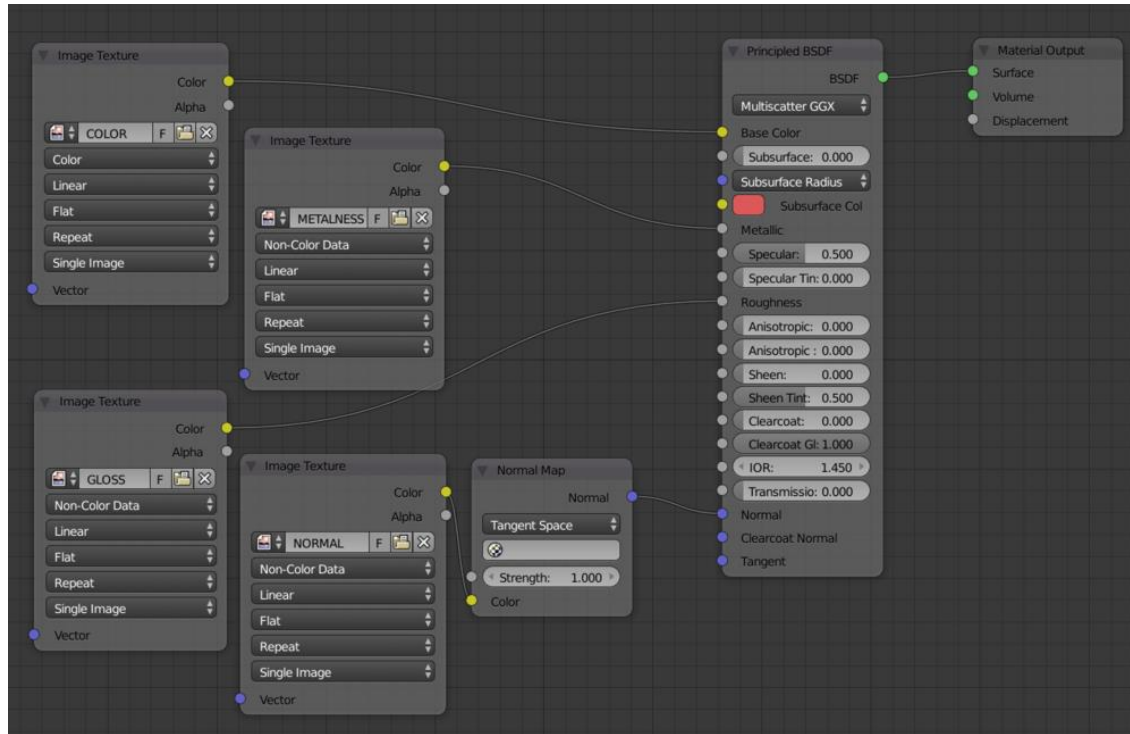 Image Texture
Color
Alpha
COLOR F
Color
Linear
Flat
Repeat
Single Image
Vector
Image Texture
Color
Alpha
METALNESS F
Non-Color Data
Linear
Flat
Repeat
Single Image
Vector
Image Texture
Color
Alpha
GLOSS F
Non-Color Data
Linear
Flat
Repeat
Single Image
Vector
Image Texture
Color
Alpha
NORMAL F
Non-Color Data
Linear
Flat
Repeat
Single Image
Vector
Normal Map
Normal
Tangent Space
Strength: 1.000
Color
Principled BSDF
BSDF
Multiscatter GGX
Base Color
Subsurface: 0.000
Subsurface Radius
Subsurface Col
Metallic
Specular: 0.500
Specular Tin: 0.000
Roughness
Anisotropic: 0.000
Anisotropic : 0.000
Sheen: 0.000
Sheen Tint: 0.500
Clearcoat: 0.000
Clearcoat Gl: 1.000
IOR: 1.450
Transmissio: 0.000
Normal
Clearcoat Normal
Tangent
Material Output
Surface
Volume
Displacement